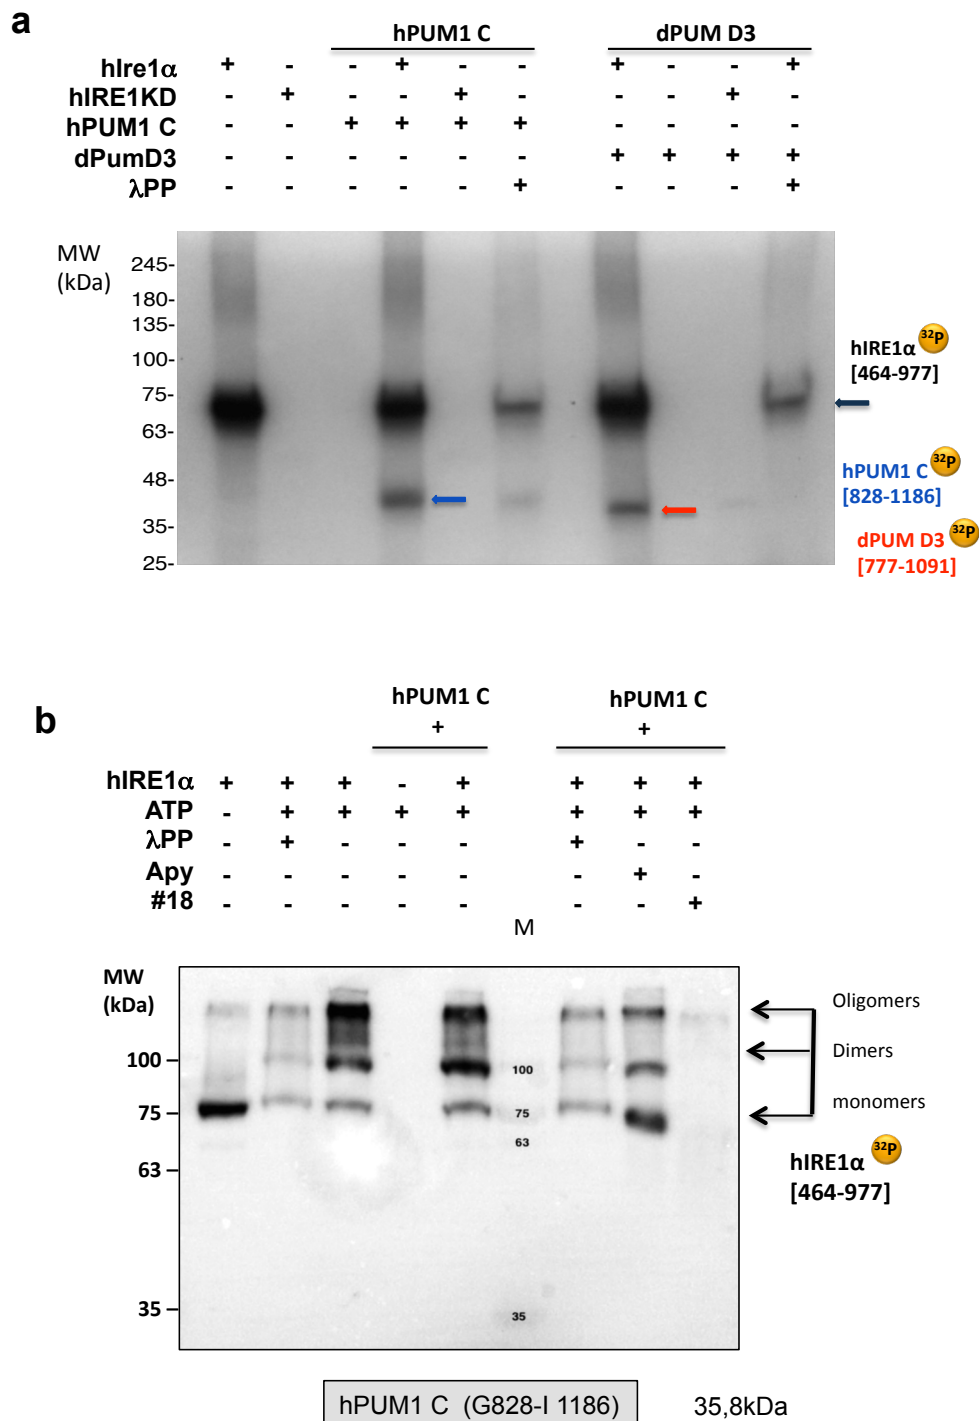 a
hPUM1 C
dPUM D3
hIre1α + - - + - - + - - +
hIRE1KD - + - - + - - - + -
hPUM1 C - - + + + + - - - -
dPumD3 - - - - - - + + + +
λPP - - - - - + - - - +
MW
(kDa)
245-
180-
135-
100-
75-
63-
48-
35-
25-
hIRE1α 32P
[464-977]
hPUM1 C 32P
[828-1186]
dPUM D3 32P
[777-1091]
b
hPUM1 C
+
hPUM1 C
+
hIRE1α + + + - + + + +
ATP - + + + + + + +
λPP - + - - - + - -
Apy - - - - - - + -
#18 - - - - - - - +
M
MW
(kDa)
100
75
63
35
100
75
63
35
Oligomers
Dimers
monomers
hIRE1α 32P
[464-977]
hPUM1 C (G828-I 1186)
35,8kDa